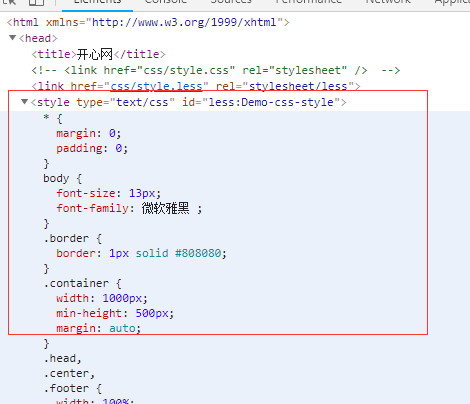 Elements Console Sources Performance
<html xmlns="http://www.w3.org/1999/xhtml">
▼<head>
<title>开心网</title>
<!-- <link href="css/style.css" rel="stylesheet" />  -->
<link href="css/style.less" rel="stylesheet/less">
▼<style type="text/css" id="less:Demo-css-style">
* {
margin: 0;
padding: 0;
}
body {
font-size: 13px;
font-family: 微软雅黑 ;
}
.border {
border: 1px solid #808080;
}
.container {
width: 1000px;
min-height: 500px;
margin: auto;
}
.head,
.center,
.footer {
width: 100%;